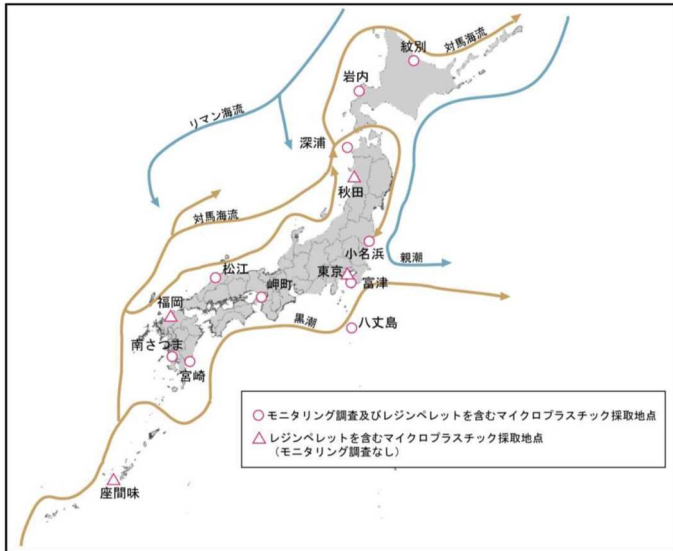 紋別
対馬海流
岩内
リマン海流
深浦
秋田
対馬海流
小名浜
親潮
松江
岬町
東京
富津
福岡
黒潮
八丈島
南さつま
宮崎
座間味
モニタリング調査及びレジンペレットを含むマイクロプラスチック採取地点
レジンペレットを含むマイクロプラスチック採取地点
（モニタリング調査なし）